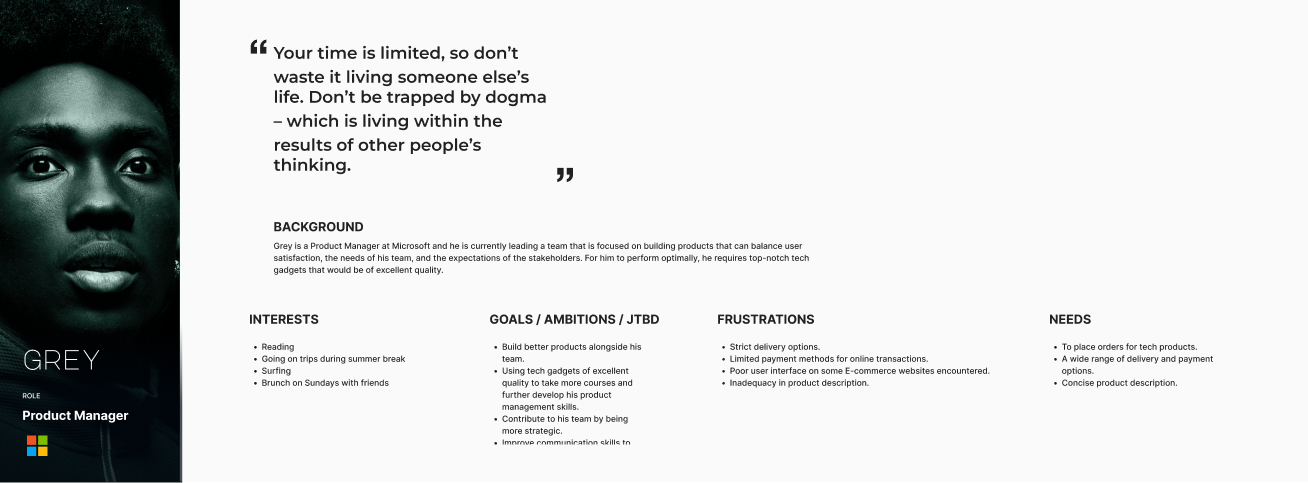 “ Your time is limited, so don’t
waste it living someone else’s
life. Don’t be trapped by dogma
– which is living within the
results of other people’s
thinking.
”
BACKGROUND
Grey is a Product Manager at Microsoft and he is currently leading a team that is focused on building products that can balance user
satisfaction, the needs of his team, and the expectations of the stakeholders. For him to perform optimally, he requires top-notch tech
gadgets that would be of excellent quality.
GREY
ROLE
Product Manager
INTERESTS
• Reading
• Going on trips during summer break
• Surfing
• Brunch on Sundays with friends
GOALS / AMBITIONS / JTBD
• Build better products alongside his
team.
• Using tech gadgets of excellent
quality to take more courses and
further develop his product
management skills.
• Contribute to his team by being
more strategic.
• Improve communication skills to
FRUSTRATIONS
• Strict delivery options.
• Limited payment methods for online transactions.
• Poor user interface on some E-commerce websites encountered.
• Inadequacy in product description.
NEEDS
• To place orders for tech products.
• A wide range of delivery and payment
options.
• Concise product description.